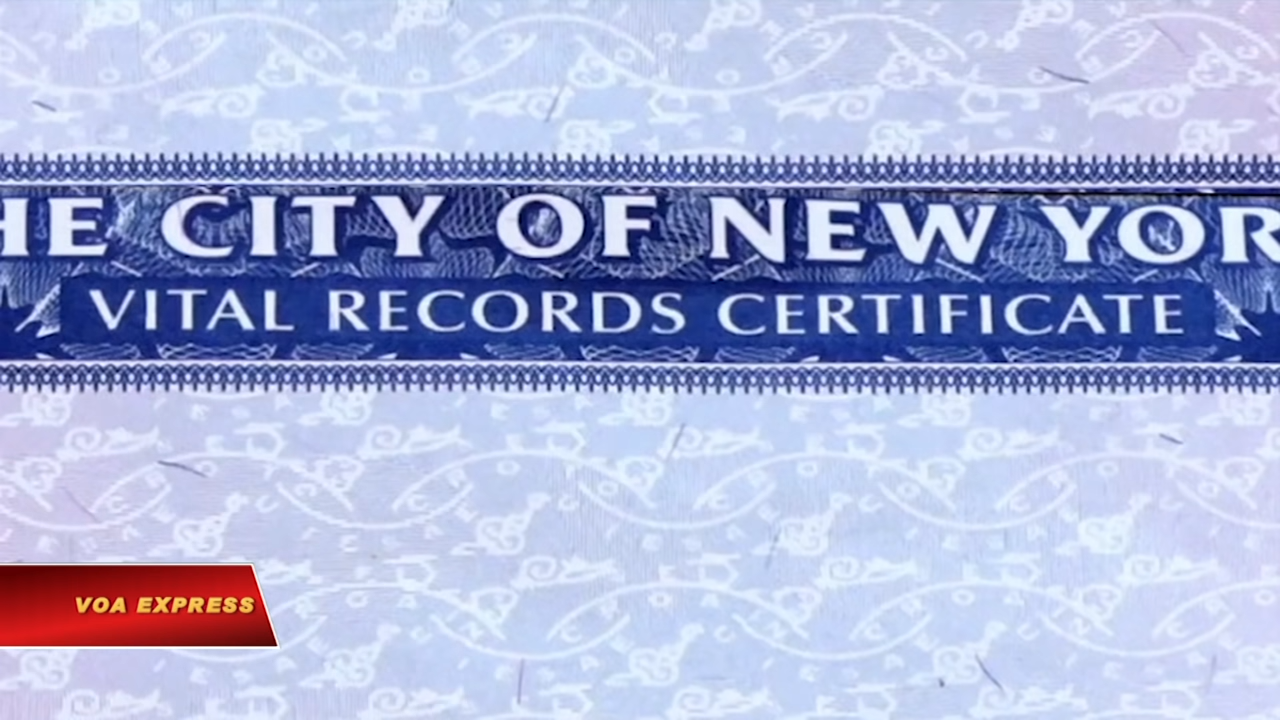 HE CITY OF NEW YOR
VITAL RECORDS CERTIFICATE
VOA EXPRESS